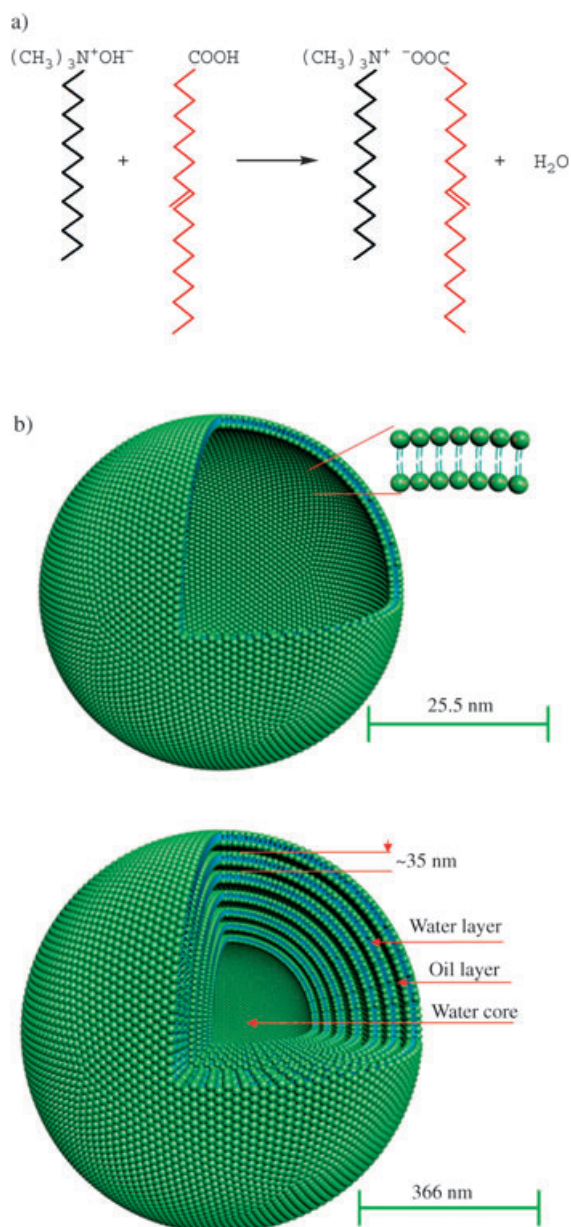 a)
(CH₃)₃N⁺OH⁻ COOH (CH₃)₃N⁺ ⁻OOC
+ + H₂O
b)
25.5 nm
~35 nm
Water layer
Oil layer
Water core
366 nm